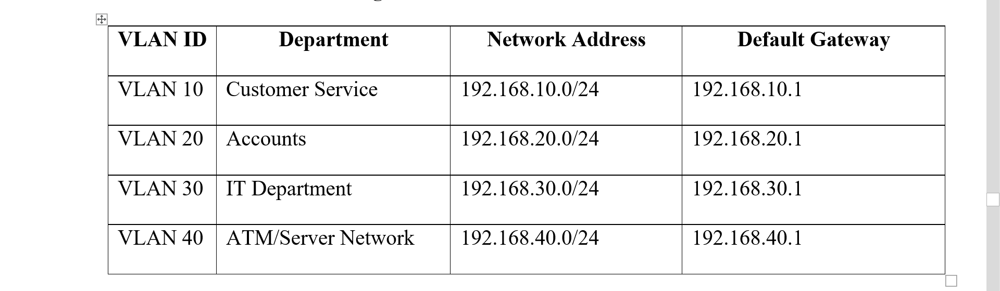 VLAN ID Department Network Address Default Gateway
VLAN 10 Customer Service 192.168.10.0/24 192.168.10.1
VLAN 20 Accounts 192.168.20.0/24 192.168.20.1
VLAN 30 IT Department 192.168.30.0/24 192.168.30.1
VLAN 40 ATM/Server Network 192.168.40.0/24 192.168.40.1